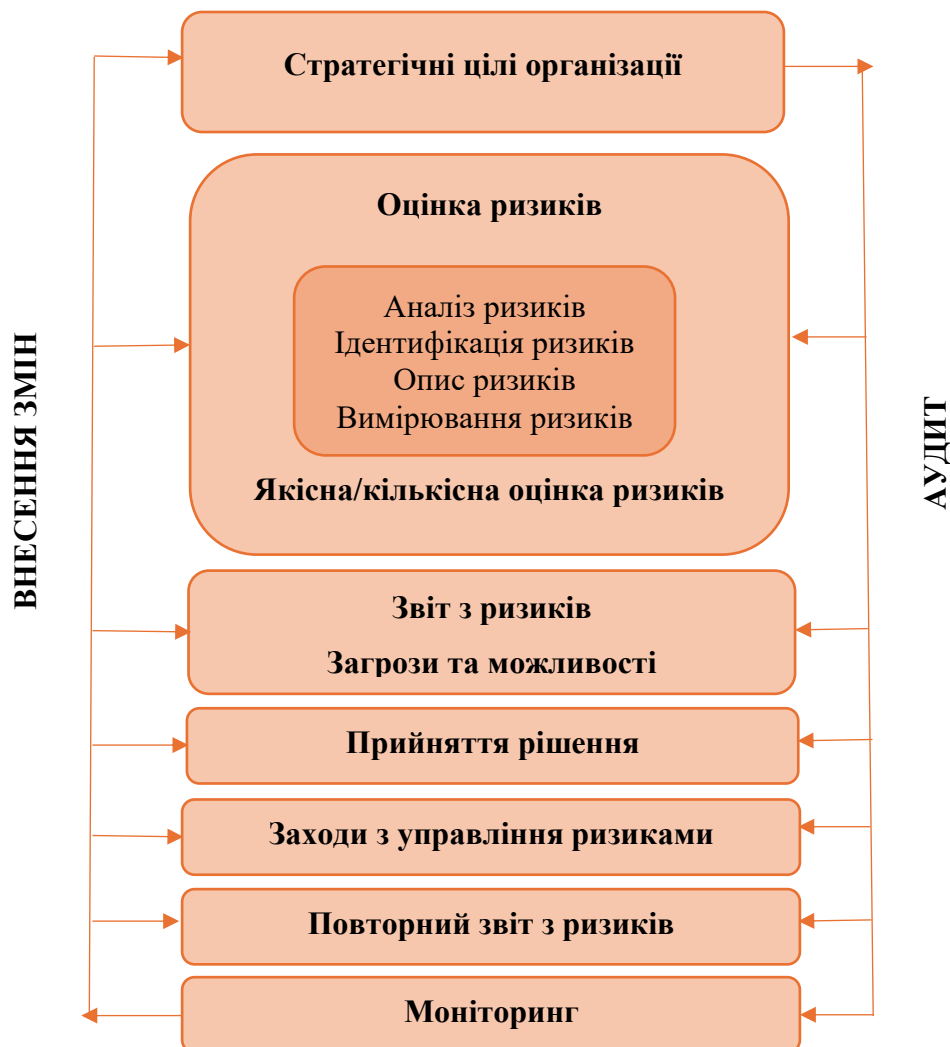 Стратегічні цілі організації
Оцінка ризиків
Аналіз ризиків
Ідентифікація ризиків
Опис ризиків
Вимірювання ризиків
Якісна/кількісна оцінка ризиків
Звіт з ризиків
Загрози та можливості
Прийняття рішення
Заходи з управління ризиками
Повторний звіт з ризиків
Моніторинг
ВНЕСЕННЯ ЗМІН
АУДИТ